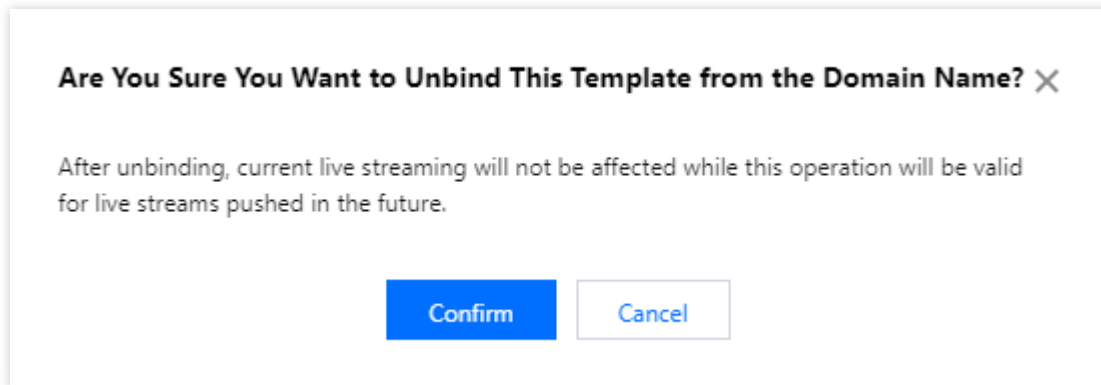 Are You Sure You Want to Unbind This Template from the Domain Name?
After unbinding, current live streaming will not be affected while this operation will be valid
for live streams pushed in the future.
Confirm
Cancel